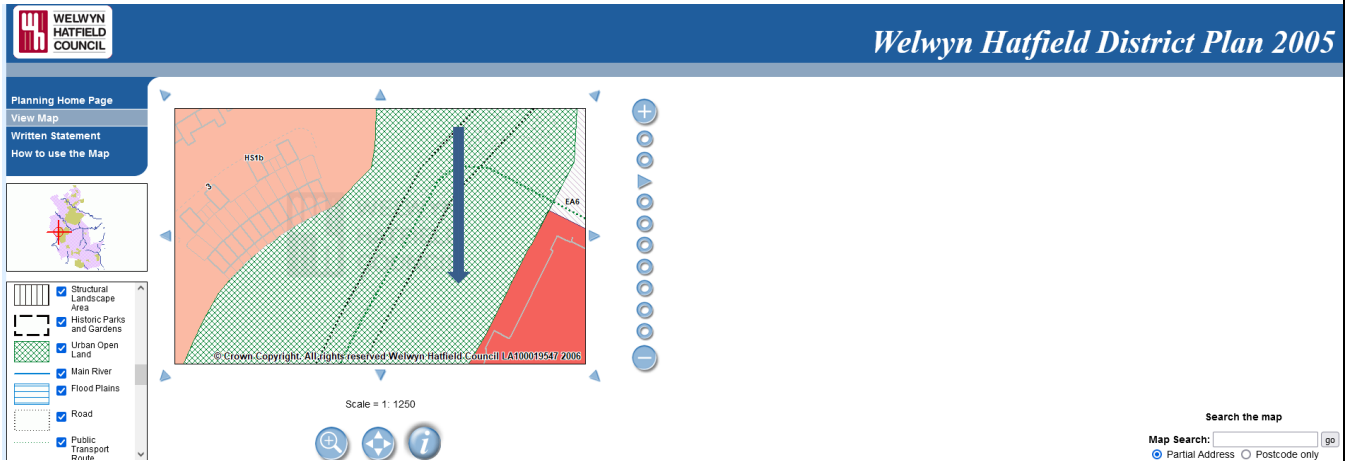 WELWYN
HATFIELD
COUNCIL
Welwyn Hatfield District Plan 2005
Planning Home Page
View Map
Written Statement
How to use the Map
HS1b
3
EA6
© Crown Copyright. All rights reserved Welwyn Hatfield Council LA100019547 2006
Structural
Landscape
Area
Historic Parks
and Gardens
Urban Open
Land
Main River
Flood Plains
Road
Public
Transport
Route
Scale = 1: 1250
Search the map
Map Search: go
Partial Address Postcode only